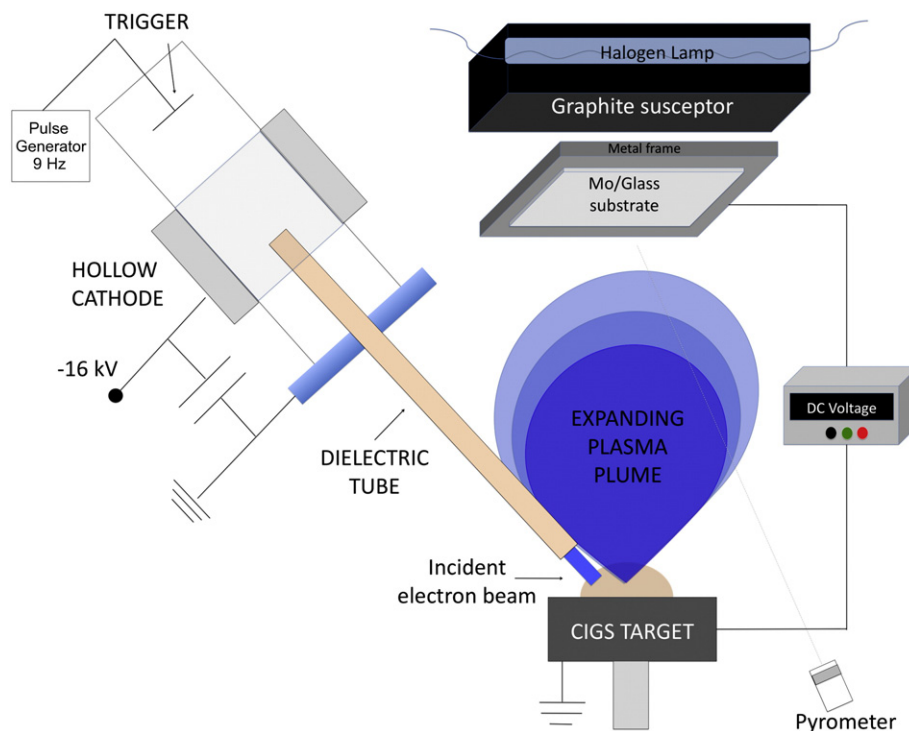 TRIGGER
Pulse
Generator
9 Hz
HOLLOW
CATHODE
-16 kV
DIELECTRIC
TUBE
Incident
electron beam
Halogen Lamp
Graphite susceptor
Metal frame
Mo/Glass
substrate
EXPANDING
PLASMA
PLUME
DC Voltage
CIGS TARGET
Pyrometer